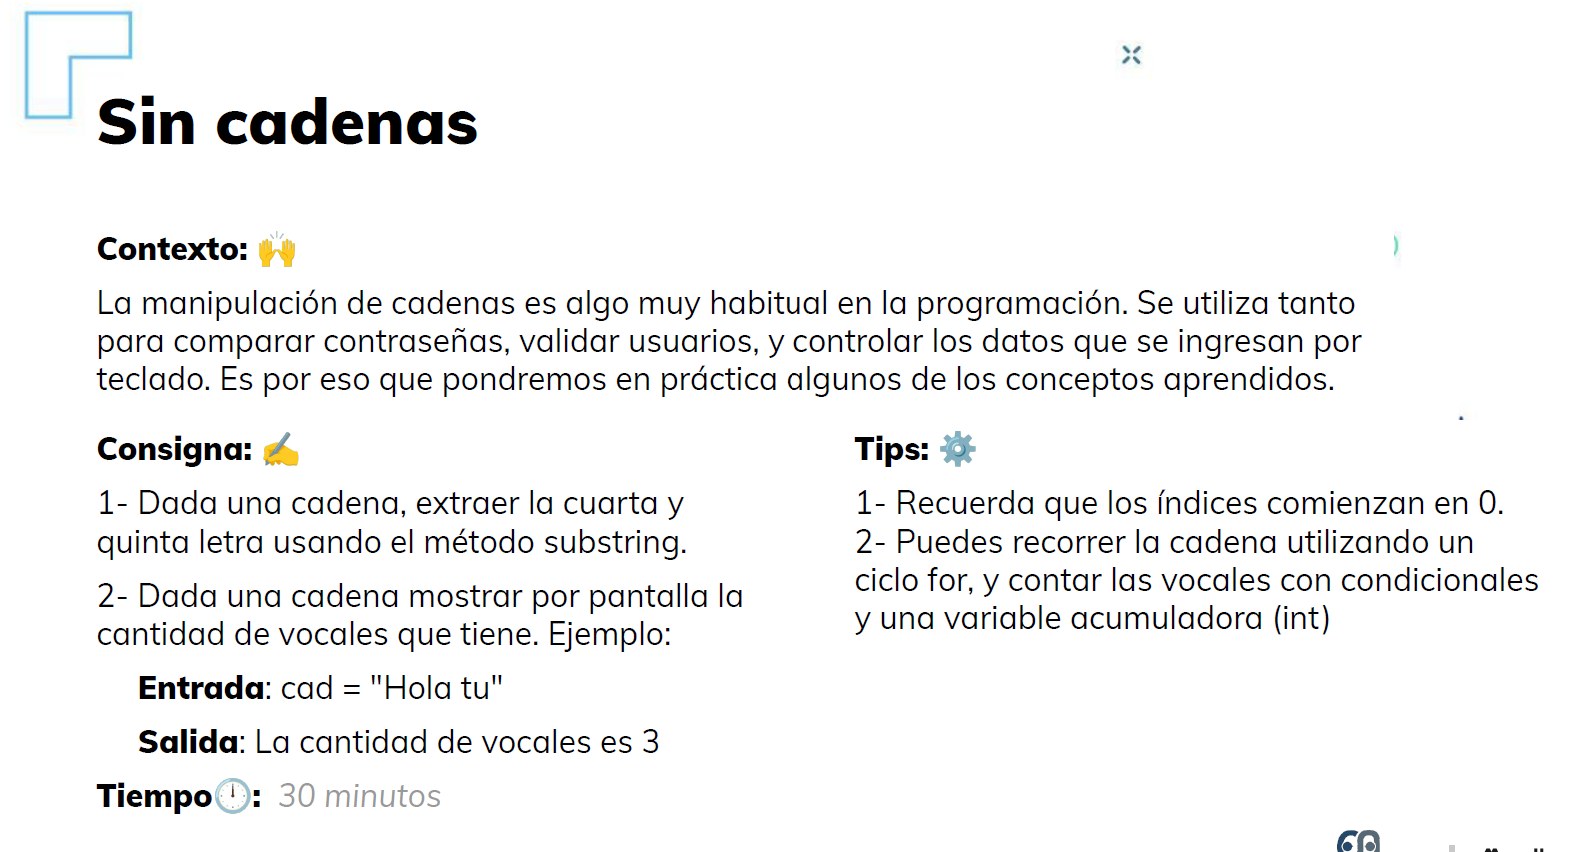 Sin cadenas
Contexto: 🙌
La manipulación de cadenas es algo muy habitual en la programación. Se utiliza tanto
para comparar contraseñas, validar usuarios, y controlar los datos que se ingresan por
teclado. Es por eso que pondremos en práctica algunos de los conceptos aprendidos.
Consigna: ✍️
1- Dada una cadena, extraer la cuarta y
quinta letra usando el método substring.
2- Dada una cadena mostrar por pantalla la
cantidad de vocales que tiene. Ejemplo:
Entrada: cad = "Hola tu"
Salida: La cantidad de vocales es 3
Tiempo🕛: 30 minutos
Tips: ⚙️
1- Recuerda que los índices comienzan en 0.
2- Puedes recorrer la cadena utilizando un
ciclo for, y contar las vocales con condicionales
y una variable acumuladora (int)